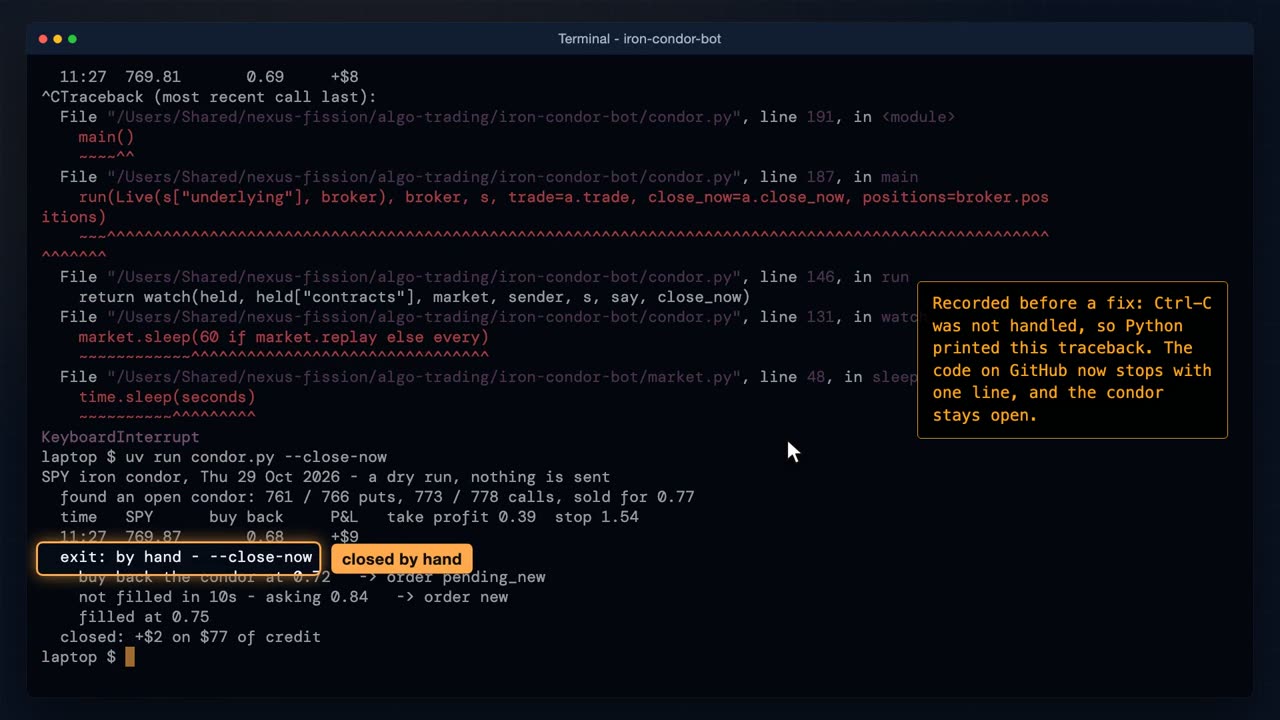 Terminal - iron-condor-bot
11:27 769.81 0.69 +$8
^CTraceback (most recent call last):
File "/Users/Shared/nexus-fission/algo-trading/iron-condor-bot/condor.py", line 191, in <module>
main()
~~~~^^
File "/Users/Shared/nexus-fission/algo-trading/iron-condor-bot/condor.py", line 187, in main
run(Live(s["underlying"], broker), broker, s, trade=a.trade, close_now=a.close_now, positions=broker.pos
itions)
~~~^^^^^^^^^^^^^^^^^^^^^^^^^^^^^^^^^^^^^^^^^^^^^^^^^^^^^^^^^^^^^^^^^^^^^^^^^^^^^^^^^^^^^^^^^^^^^^^^^^^^^
^^^^^^^
File "/Users/Shared/nexus-fission/algo-trading/iron-condor-bot/condor.py", line 146, in run
return watch(held, held["contracts"], market, sender, s, say, close_now)
File "/Users/Shared/nexus-fission/algo-trading/iron-condor-bot/condor.py", line 131, in watc
market.sleep(60 if market.replay else every)
~~~~~~~~~~~~^^^^^^^^^^^^^^^^^^^^^^^^^^^^^^^^
File "/Users/Shared/nexus-fission/algo-trading/iron-condor-bot/market.py", line 48, in sleep
time.sleep(seconds)
~~~~~~~~~~^^^^^^^^^
KeyboardInterrupt
Recorded before a fix: Ctrl-C
was not handled, so Python
printed this traceback. The
code on GitHub now stops with
one line, and the condor
stays open.
laptop $ uv run condor.py --close-now
SPY iron condor, Thu 29 Oct 2026 - a dry run, nothing is sent
found an open condor: 761 / 766 puts, 773 / 778 calls, sold for 0.77
time SPY buy back P&L take profit 0.39 stop 1.54
11:27 769.87 0.68 +$9
exit: by hand - --close-now
closed by hand
buy back the condor at 0.72 -> order pending_new
not filled in 10s - asking 0.84 -> order new
filled at 0.75
closed: +$2 on $77 of credit
laptop $